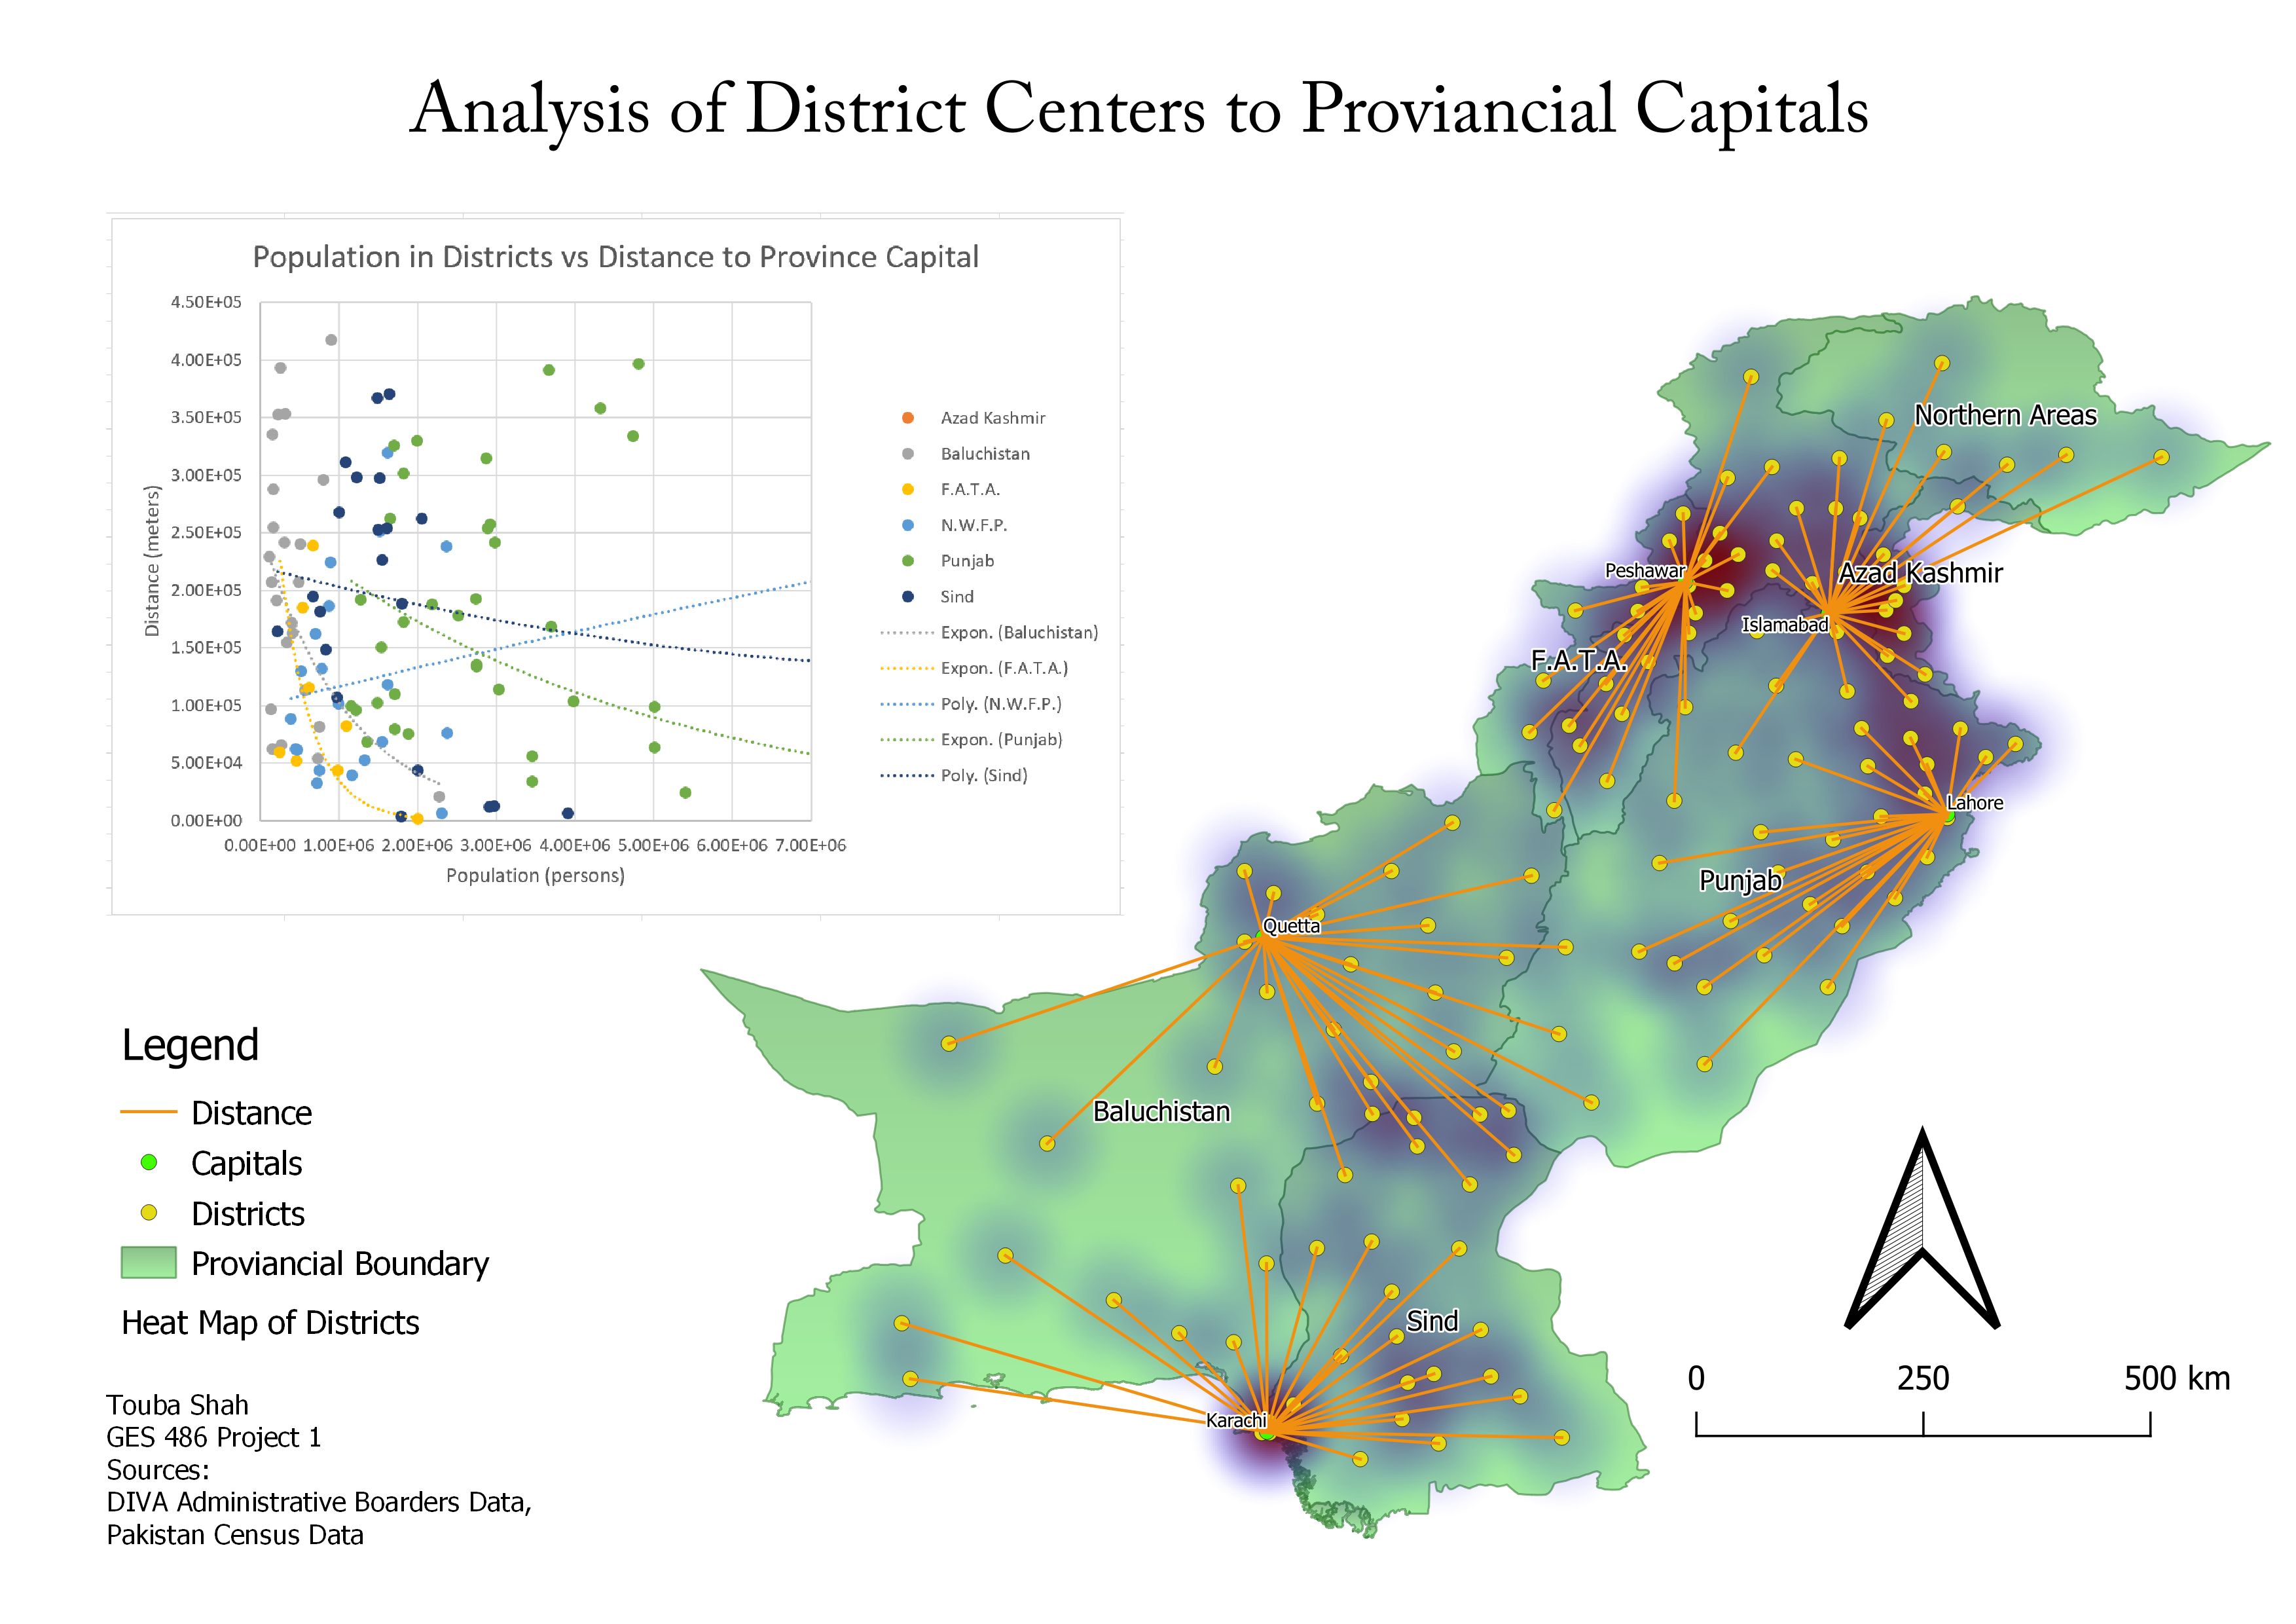 Analysis of District Centers to Proviancial Capitals
Population in Districts vs Distance to Province Capital
4.50E+05
4.00E+05
3.50E+05
3.00E+05
2.50E+05
2.00E+05
1.50E+05
1.00E+05
5.00E+04
0.00E+00
Distance (meters)
0.00E+00 1.00E+06 2.00E+06 3.00E+06 4.00E+06 5.00E+06 6.00E+06 7.00E+06
Population (persons)
Azad Kashmir
Baluchistan
F.A.T.A.
N.W.F.P.
Punjab
Sind
Expon. (Baluchistan)
Expon. (F.A.T.A.)
Poly. (N.W.F.P.)
Expon. (Punjab)
Poly. (Sind)
Northern Areas
Peshawar
Azad Kashmir
Islamabad
F.A.T.A.
Lahore
Punjab
Quetta
Baluchistan
Sind
Karachi
Legend
Distance
Capitals
Districts
Proviancial Boundary
Heat Map of Districts
0 250 500 km
Touba Shah
GES 486 Project 1
Sources:
DIVA Administrative Boarders Data,
Pakistan Census Data